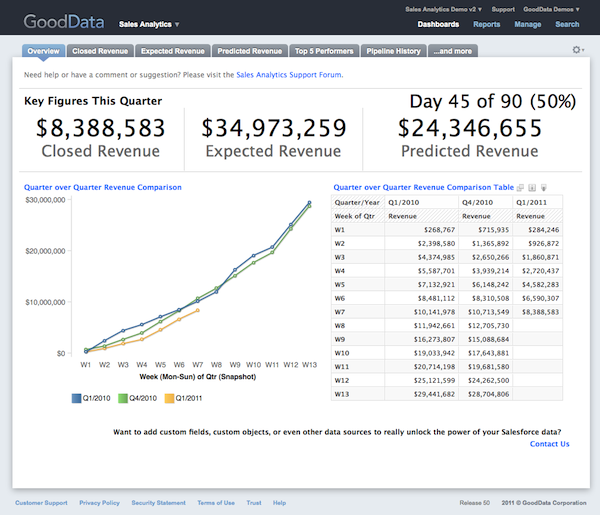 Sales Analytics Demo v2 ▼ Support GoodData Demos ▼
GoodData Sales Analytics ▼
Dashboards Reports Manage Search
Overview Closed Revenue Expected Revenue Predicted Revenue Top 5 Performers Pipeline History ...and more
Need help or have a comment or suggestion? Please visit the Sales Analytics Support Forum.
Key Figures This Quarter
Day 45 of 90 (50%)
$8,388,583 $34,973,259 $24,346,655
Closed Revenue Expected Revenue Predicted Revenue
Quarter over Quarter Revenue Comparison
$30,000,000
$20,000,000
$10,000,000
$0
W1 W2 W3 W4 W5 W6 W7 W8 W9 W10 W11 W12 W13
Week (Mon-Sun) of Qtr (Snapshot)
Q1/2010 Q4/2010 Q1/2011
Quarter over Quarter Revenue Comparison Table
Quarter/Year Q1/2010 Q4/2010 Q1/2011
Week of Qtr Revenue Revenue Revenue
W1 $268,767 $715,935 $284,246
W2 $2,398,580 $1,365,892 $926,872
W3 $4,374,985 $2,650,266 $1,860,871
W4 $5,587,701 $3,939,214 $2,720,437
W5 $7,132,921 $6,148,242 $4,582,283
W6 $8,481,112 $8,310,508 $6,590,307
W7 $10,141,978 $10,713,549 $8,388,583
W8 $11,942,661 $12,705,730
W9 $16,273,807 $15,088,684
W10 $19,033,942 $17,643,881
W11 $20,714,198 $19,681,580
W12 $25,121,599 $24,262,500
W13 $29,441,682 $28,704,806
Want to add custom fields, custom objects, or even other data sources to really unlock the power of your Salesforce data?
Contact Us
Customer Support Privacy Policy Security Statement Terms of Use Trust Help Release 50 2011 © GoodData Corporation